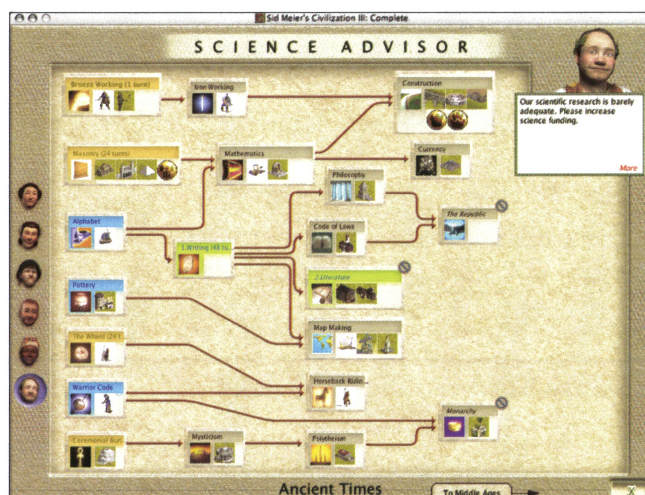 Sid Meier's Civilization III: Complete
SCIENCE ADVISOR
Bronze Working (1 turn)
Iron Working
Construction
Our scientific research is barely
adequate. Please increase
science funding.
More
Masonry (24 turns)
Mathematics
Currency
Philosophy
Alphabet
Code of Laws
The Republic
1.Writing (48 tu...
2.Literature
Pottery
Map Making
The Wheel (24 t...
Horseback Ridin...
Warrior Code
Monarchy
Ceremonial Buri...
Mysticism
Polytheism
Ancient Times
To Middle Ages
X